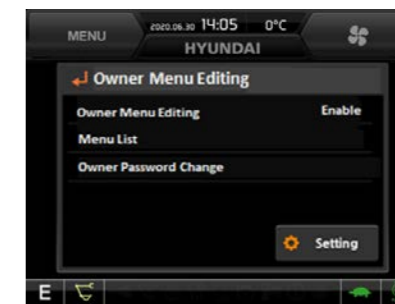 MENU
2020.06.30 14:05 0°C
HYUNDAI
Owner Menu Editing
Owner Menu Editing Enable
Menu List
Owner Password Change
Setting
E